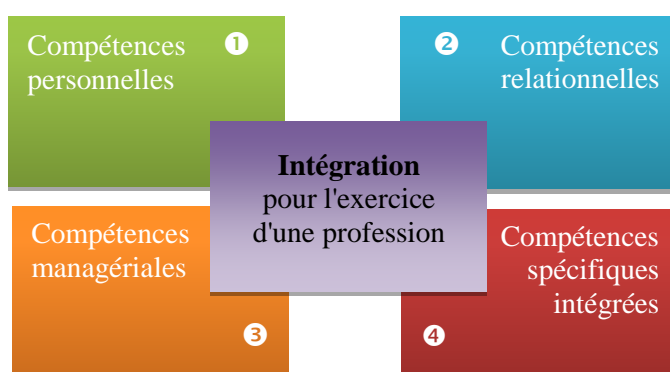 Compétences ❶
personnelles
❷ Compétences
relationnelles
Intégration
pour l'exercice
d'une profession
Compétences
managériales
❸
Compétences
spécifiques
intégrées
❹